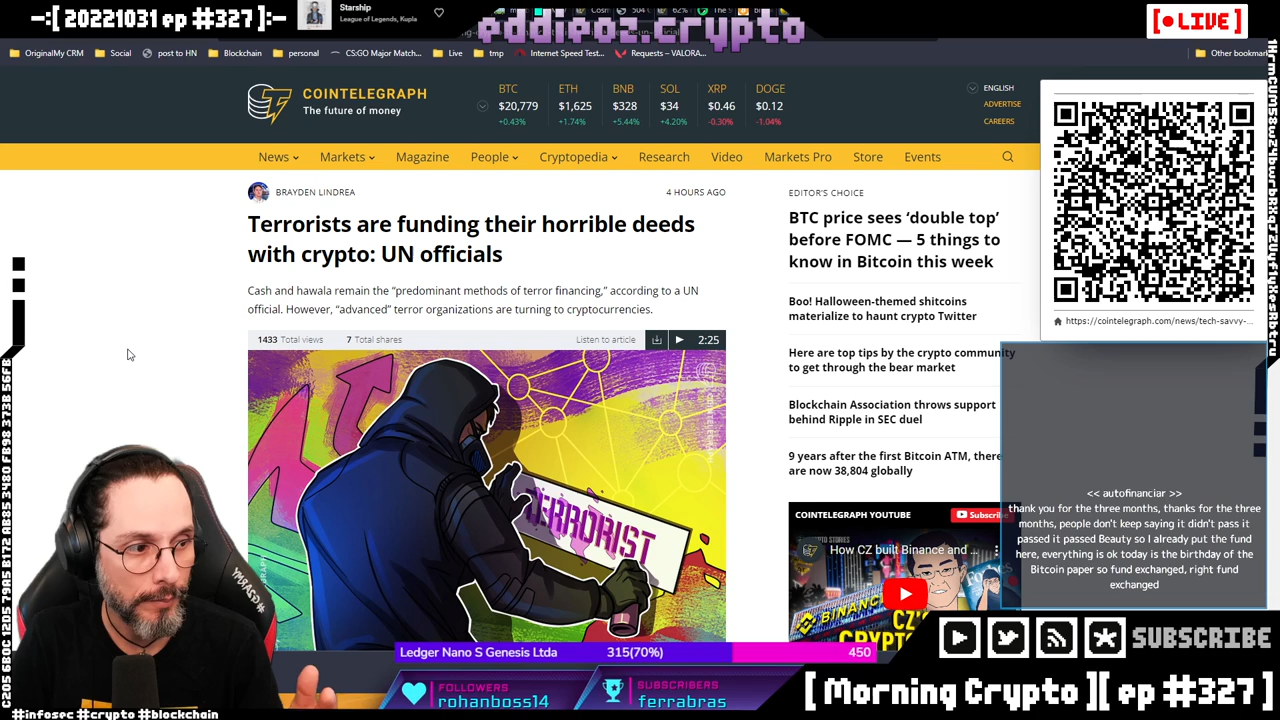 -:[ 20221031 ep #327 ]:-
Starship
League of Legends, Kupla
eddieoz.crypto
[● LIVE]
OriginalMy CRM
Social
post to HN
Blockchain
personal
CS:GO Major Match...
Live
tmp
Internet Speed Test...
Requests – VALORA...
Other bookmar
COINTELEGRAPH
The future of money
BTC ETH BNB SOL XRP DOGE
$20,779 $1,625 $328 $34 $0.46 $0.12
+0.43% +1.74% +5.44% +4.20% -0.30% -1.04%
ENGLISH
ADVERTISE
CAREERS
News Markets Magazine People Cryptopedia Research Video Markets Pro Store Events
BRAYDEN LINDREA
4 HOURS AGO
Terrorists are funding their horrible deeds
with crypto: UN officials
Cash and hawala remain the “predominant methods of terror financing,” according to a UN
official. However, “advanced” terror organizations are turning to cryptocurrencies.
1433 Total views
7 Total shares
Listen to article
2:25
TERRORIST
EDITOR'S CHOICE
BTC price sees ‘double top’
before FOMC — 5 things to
know in Bitcoin this week
Boo! Halloween-themed shitcoins
materialize to haunt crypto Twitter
Here are top tips by the crypto community
to get through the bear market
Blockchain Association throws support
behind Ripple in SEC duel
9 years after the first Bitcoin ATM, there
are now 38,804 globally
COINTELEGRAPH YOUTUBE
Subscribe
How CZ built Binance and ...
BINANCE
CZ'S
https://cointelegraph.com/news/tech-savvy-...
<< autofinanciar >>
thank you for the three months, thanks for the three
months, people don't keep saying it didn't pass it
passed it passed Beauty so I already put the fund
here, everything is ok today is the birthday of the
Bitcoin paper so fund exchanged, right fund
exchanged
Ledger Nano S Genesis Ltda
315(70%)
450
FOLLOWERS
rohanboss14
SUBSCRIBERS
ferrabras
SUBSCRIBE
[ Morning Crypto ][ ep #327 ]
#infosec #crypto #blockchain